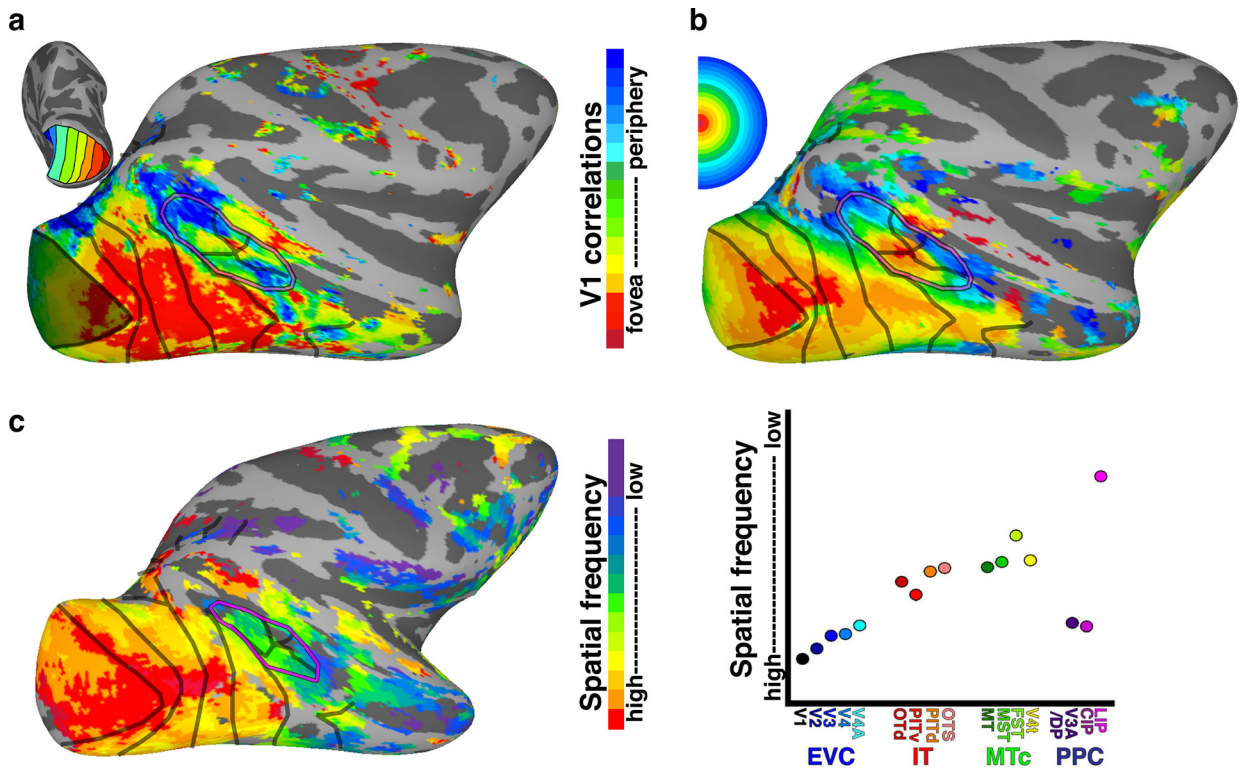 a
b
V1 correlations
fovea ---------- periphery
c
Spatial frequency
high------------------low
Spatial frequency
high------------------low
V1
V2
V3
V4
V4A
OTd
PITv
PITd
OTS
MT
MST
FST
V4t
/DP
V3A
CIP
LIP
EVC
IT
MTc
PPC